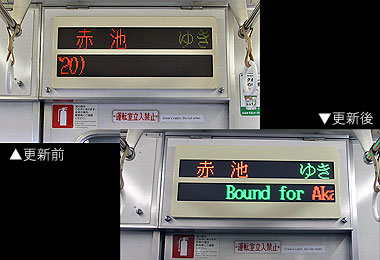 赤池 ゆき
20)
運転室立入禁止
▼更新後
▲更新前
赤池 ゆき
Bound for Aka
運転室立入禁止